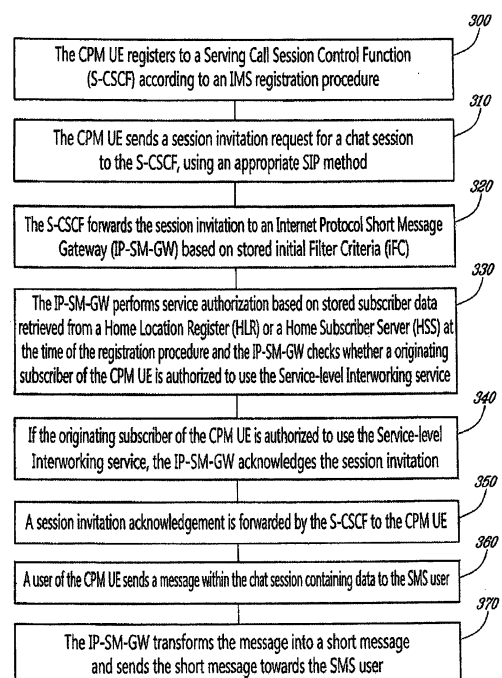 300
The CPM UE registers to a Serving Call Session Control Function
(S-CSCF) according to an IMS registration procedure
310
The CPM UE sends a session invitation request for a chat session
to the S-CSCF, using an appropriate SIP method
320
The S-CSCF forwards the session invitation to an Internet Protocol Short Message
Gateway (IP-SM-GW) based on stored initial Filter Criteria (iFC)
330
The IP-SM-GW performs service authorization based on stored subscriber data
retrieved from a Home Location Register (HLR) or a Home Subscriber Server (HSS) at
the time of the registration procedure and the IP-SM-GW checks whether a originating
subscriber of the CPM UE is authorized to use the Service-level Interworking service
340
If the originating subscriber of the CPM UE is authorized to use the Service-level
Interworking service, the IP-SM-GW acknowledges the session invitation
350
A session invitation acknowledgement is forwarded by the S-CSCF to the CPM UE
360
A user of the CPM UE sends a message within the chat session containing data to the SMS user
370
The IP-SM-GW transforms the message into a short message
and sends the short message towards the SMS user